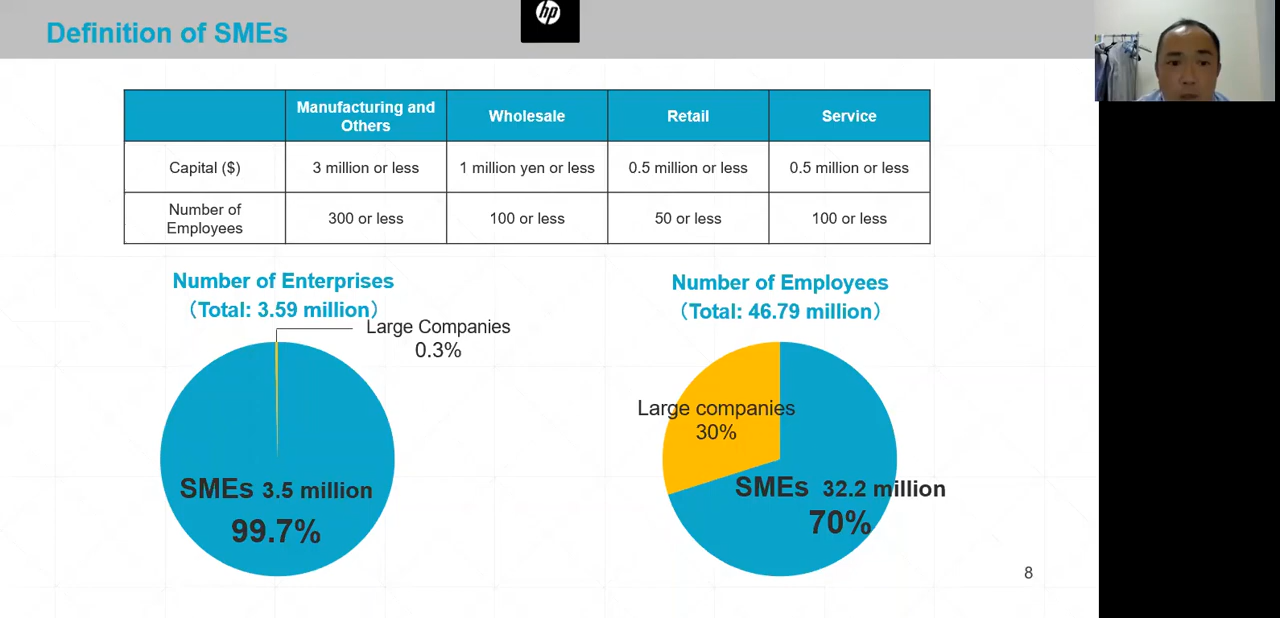 Definition of SMEs
hp
Manufacturing and
Others
Wholesale
Retail
Service
Capital ($)
3 million or less
1 million yen or less
0.5 million or less
0.5 million or less
Number of
Employees
300 or less
100 or less
50 or less
100 or less
Number of Enterprises
（Total: 3.59 million）
Large Companies
0.3%
SMEs 3.5 million
99.7%
Number of Employees
（Total: 46.79 million）
Large companies
30%
SMEs 32.2 million
70%
8